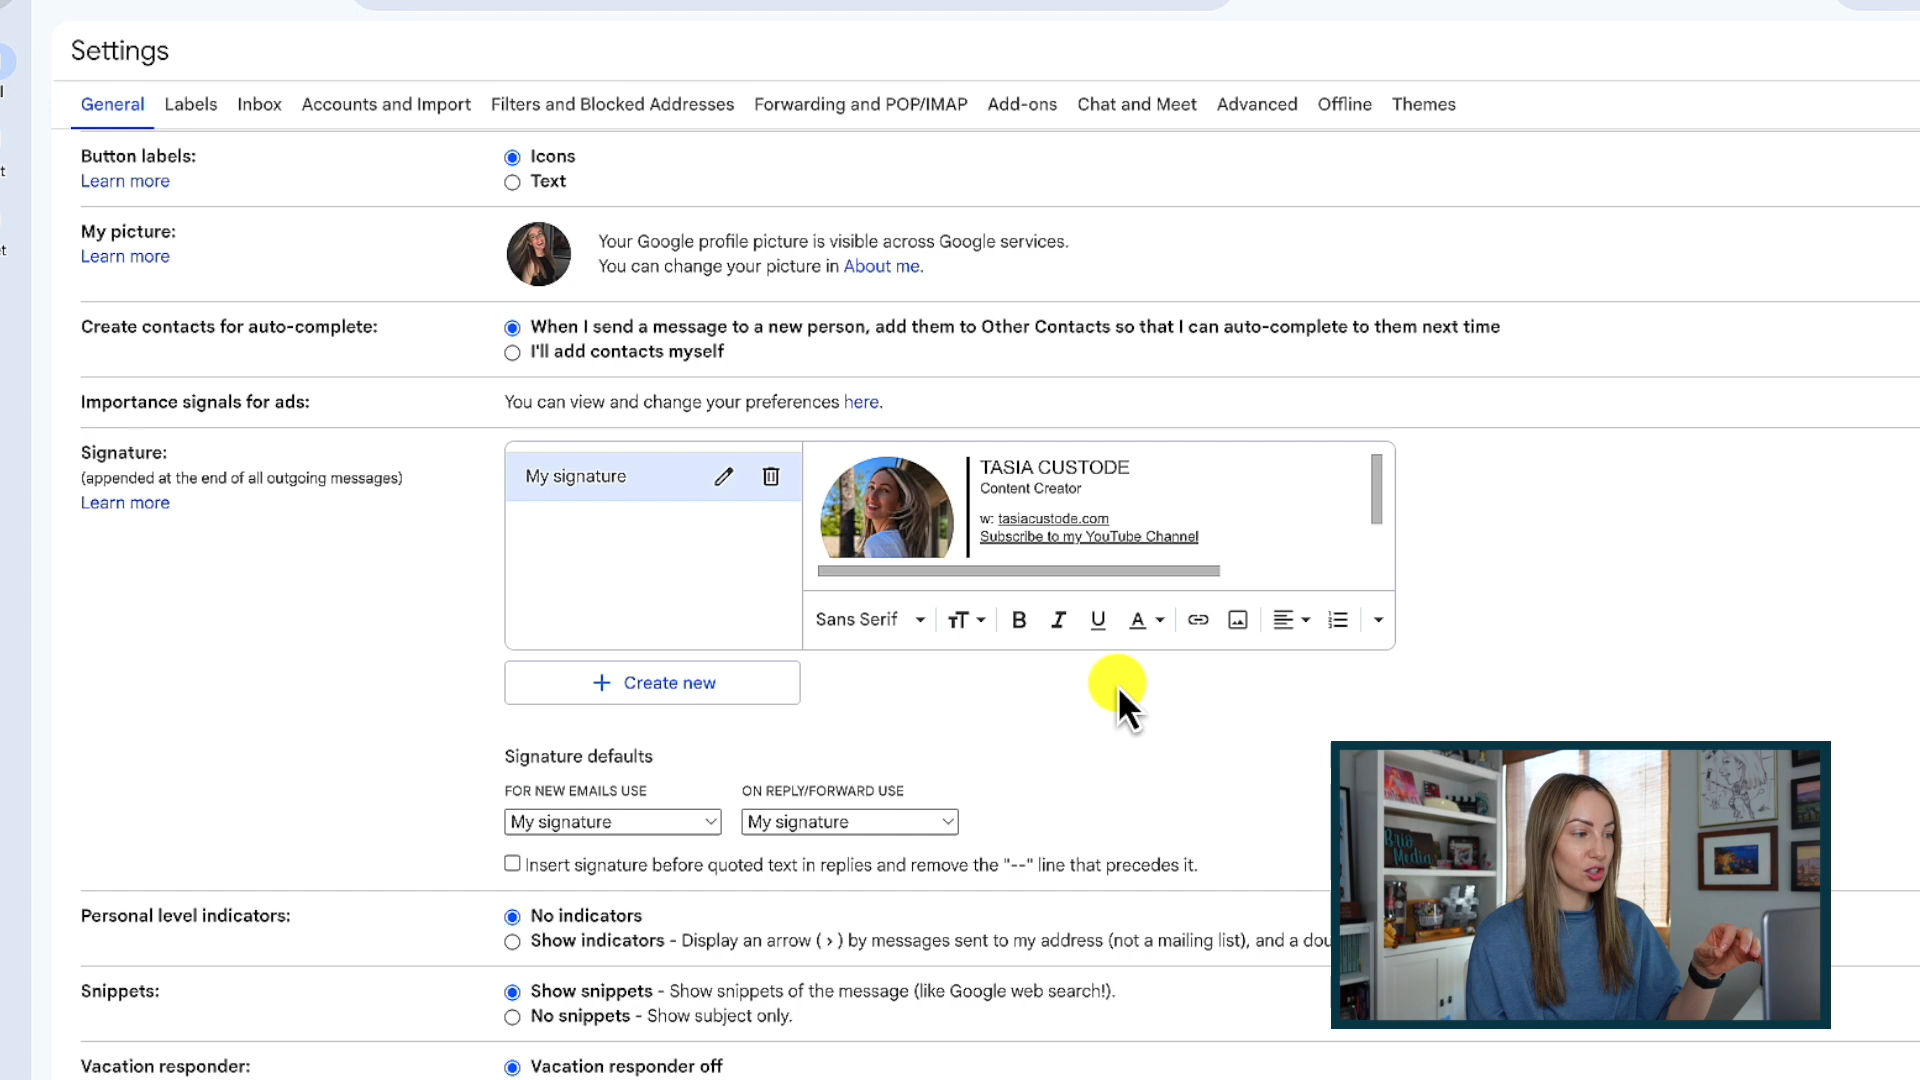 Settings
General Labels Inbox Accounts and Import Filters and Blocked Addresses Forwarding and POP/IMAP Add-ons Chat and Meet Advanced Offline Themes
Button labels:
Learn more
Icons
Text
My picture:
Learn more
Your Google profile picture is visible across Google services.
You can change your picture in About me.
Create contacts for auto-complete:
When I send a message to a new person, add them to Other Contacts so that I can auto-complete to them next time
I'll add contacts myself
Importance signals for ads:
You can view and change your preferences here.
Signature:
(appended at the end of all outgoing messages)
Learn more
My signature
TASIA CUSTODE
Content Creator
w: tasiacustode.com
Subscribe to my YouTube Channel
Sans Serif
+ Create new
Signature defaults
FOR NEW EMAILS USE
ON REPLY/FORWARD USE
My signature
My signature
Insert signature before quoted text in replies and remove the "--" line that precedes it.
Personal level indicators:
No indicators
Show indicators - Display an arrow ( › ) by messages sent to my address (not a mailing list), and a dou
Snippets:
Show snippets - Show snippets of the message (like Google web search!).
No snippets - Show subject only.
Vacation responder:
Vacation responder off
Brio
Media